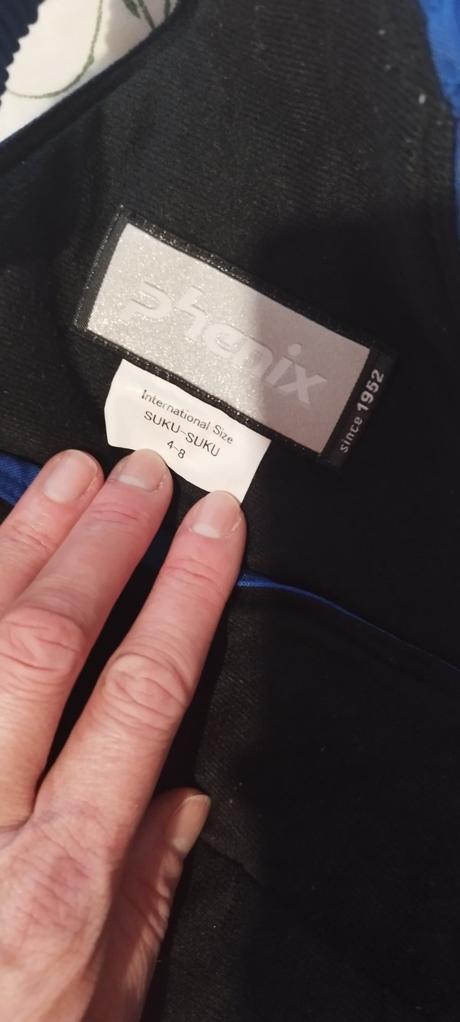 phenix
since 1952
International Size
SUKU-SUKU
4-8